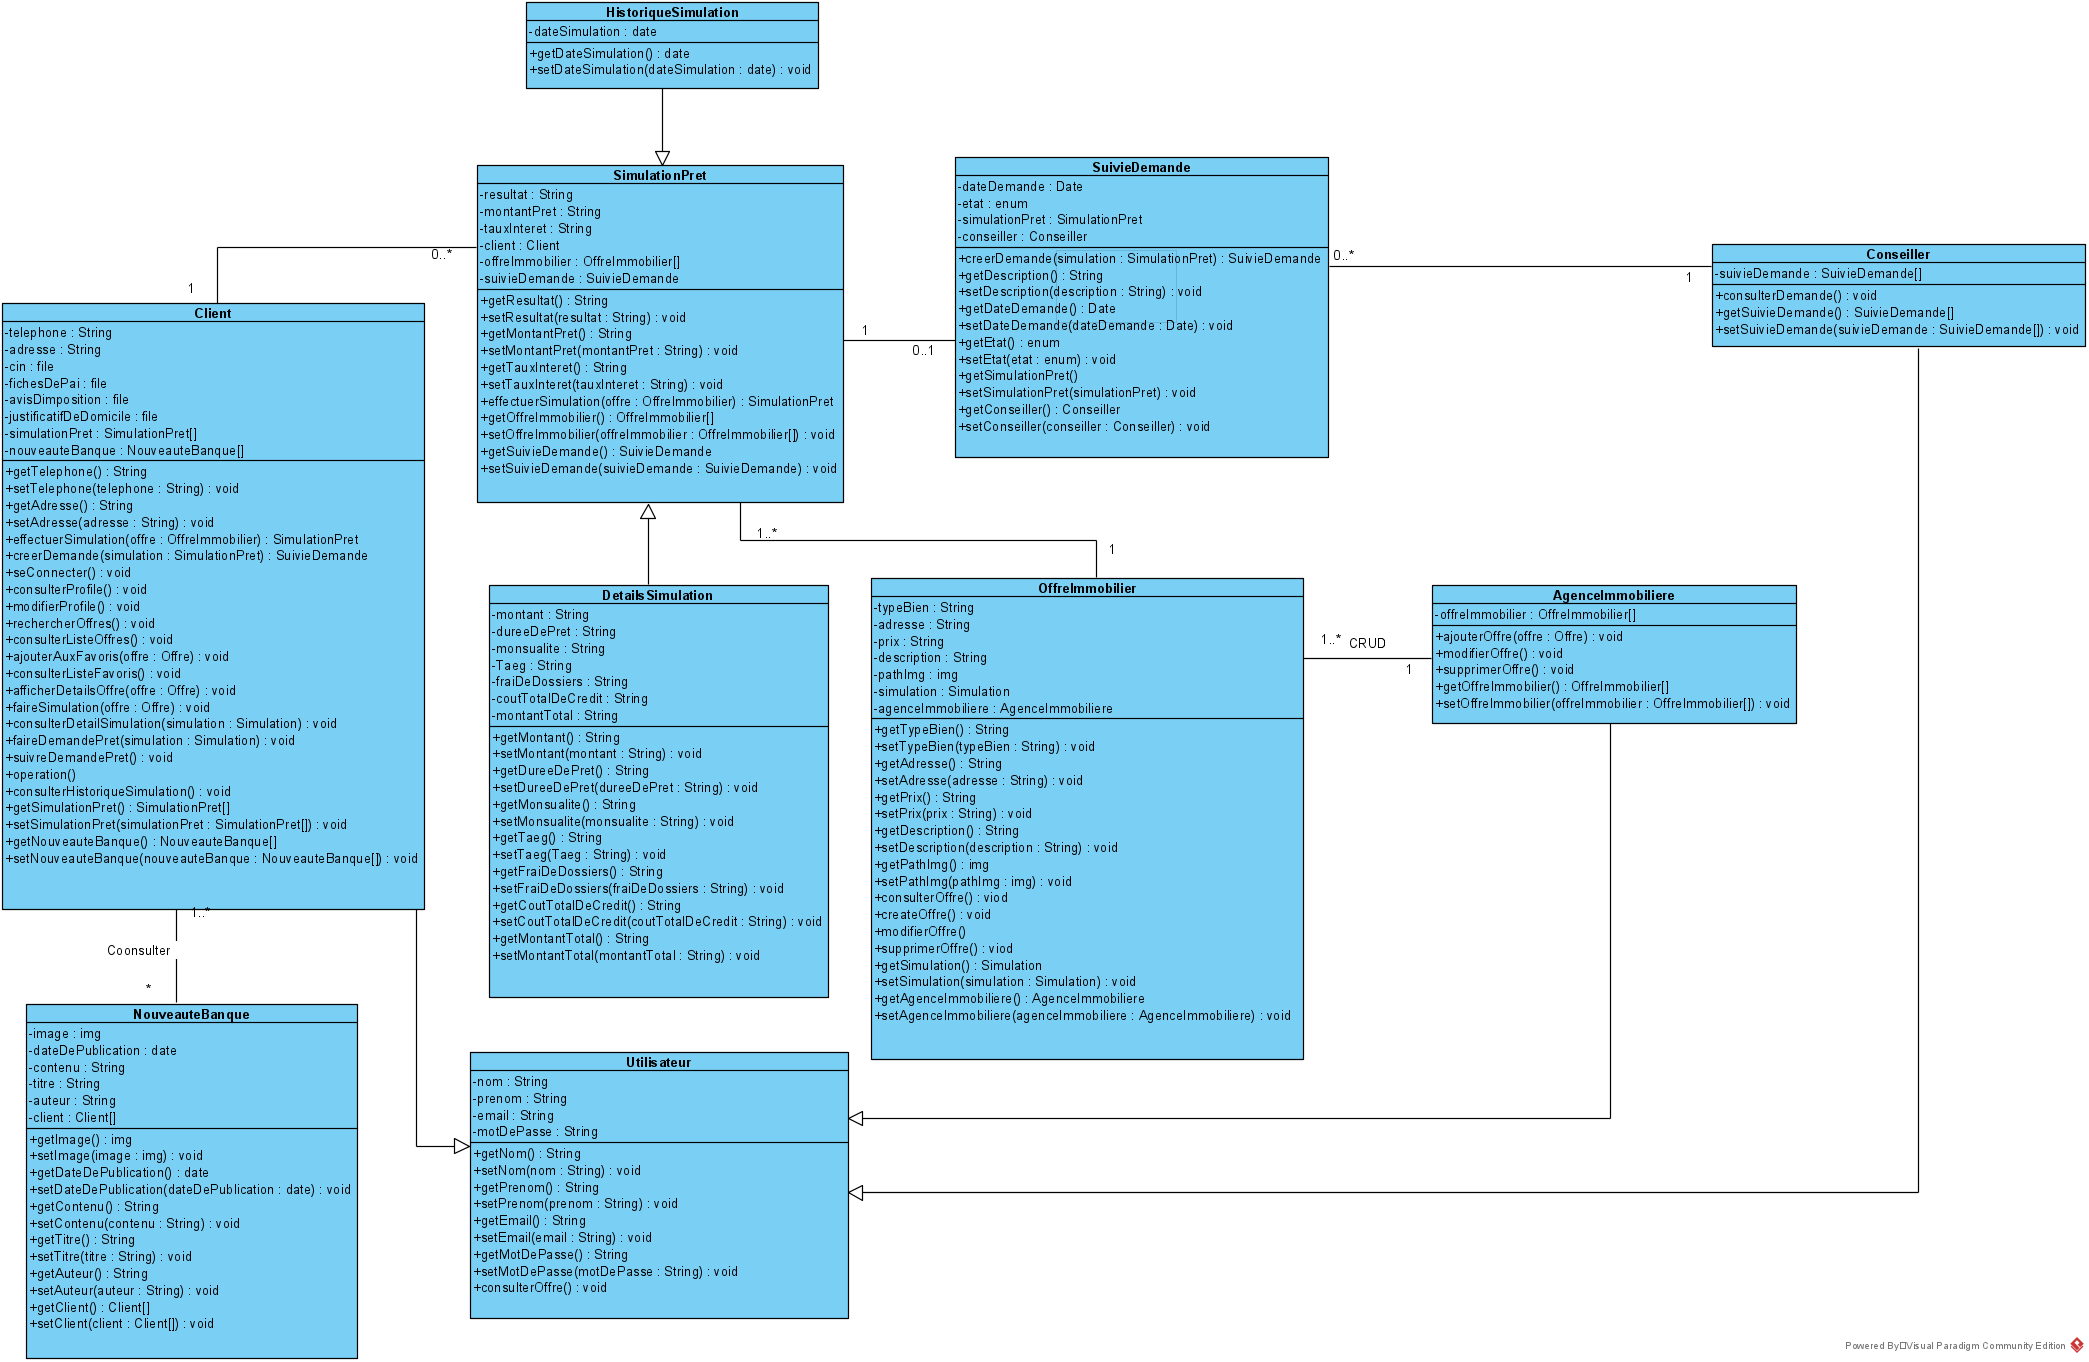 HistoriqueSimulation
-dateSimulation : date
+getDateSimulation() : date
+setDateSimulation(dateSimulation : date) : void
SimulationPret
-resultat : String
-montantPret : String
-tauxInteret : String
-client : Client
-offreImmobilier : OffreImmobilier[]
-suivieDemande : SuivieDemande
+getResultat() : String
+setResultat(resultat : String) : void
+getMontantPret() : String
+setMontantPret(montantPret : String) : void
+getTauxInteret() : String
+setTauxInteret(tauxInteret : String) : void
+effectuerSimulation(offre : OffreImmobilier) : SimulationPret
+getOffreImmobilier() : OffreImmobilier[]
+setOffreImmobilier(offreImmobilier : OffreImmobilier[]) : void
+getSuivieDemande() : SuivieDemande
+setSuivieDemande(suivieDemande : SuivieDemande) : void
SuivieDemande
-dateDemande : Date
-etat : enum
-simulationPret : SimulationPret
-conseiller : Conseiller
+creerDemande(simulation : SimulationPret) : SuivieDemande
+getDescription() : String
+setDescription(description : String) : void
+getDateDemande() : Date
+setDateDemande(dateDemande : Date) : void
+getEtat() : enum
+setEtat(etat : enum) : void
+getSimulationPret()
+setSimulationPret(simulationPret) : void
+getConseiller() : Conseiller
+setConseiller(conseiller : Conseiller) : void
0..*
1
Conseiller
-suivieDemande : SuivieDemande[]
+consulterDemande() : void
+getSuivieDemande() : SuivieDemande[]
+setSuivieDemande(suivieDemande : SuivieDemande[]) : void
0..*
1
1
0..1
Client
-telephone : String
-adresse : String
-cin : file
-fichesDePai : file
-avisDimposition : file
-justificatifDeDomicile : file
-simulationPret : SimulationPret[]
-nouveauteBanque : NouveauteBanque[]
+getTelephone() : String
+setTelephone(telephone : String) : void
+getAdresse() : String
+setAdresse(adresse : String) : void
+effectuerSimulation(offre : OffreImmobilier) : SimulationPret
+creerDemande(simulation : SimulationPret) : SuivieDemande
+seConnecter() : void
+consulterProfile() : void
+modifierProfile() : void
+rechercherOffres() : void
+consulterListeOffres() : void
+ajouterAuxFavoris(offre : Offre) : void
+consulterListeFavoris() : void
+afficherDetailsOffre(offre : Offre) : void
+faireSimulation(offre : Offre) : void
+consulterDetailSimulation(simulation : Simulation) : void
+faireDemandePret(simulation : Simulation) : void
+suivreDemandePret() : void
+operation()
+consulterHistoriqueSimulation() : void
+getSimulationPret() : SimulationPret[]
+setSimulationPret(simulationPret : SimulationPret[]) : void
+getNouveauteBanque() : NouveauteBanque[]
+setNouveauteBanque(nouveauteBanque : NouveauteBanque[]) : void
1..*
1
DetailsSimulation
-montant : String
-dureeDePret : String
-monsualite : String
-Taeg : String
-fraiDeDossiers : String
-coutTotalDeCredit : String
-montantTotal : String
+getMontant() : String
+setMontant(montant : String) : void
+getDureeDePret() : String
+setDureeDePret(dureeDePret : String) : void
+getMonsualite() : String
+setMonsualite(monsualite : String) : void
+getTaeg() : String
+setTaeg(Taeg : String) : void
+getFraiDeDossiers() : String
+setFraiDeDossiers(fraiDeDossiers : String) : void
+getCoutTotalDeCredit() : String
+setCoutTotalDeCredit(coutTotalDeCredit : String) : void
+getMontantTotal() : String
+setMontantTotal(montantTotal : String) : void
OffreImmobilier
-typeBien : String
-adresse : String
-prix : String
-description : String
-pathImg : img
-simulation : Simulation
-agenceImmobiliere : AgenceImmobiliere
+getTypeBien() : String
+setTypeBien(typeBien : String) : void
+getAdresse() : String
+setAdresse(adresse : String) : void
+getPrix() : String
+setPrix(prix : String) : void
+getDescription() : String
+setDescription(description : String) : void
+getPathImg() : img
+setPathImg(pathImg : img) : void
+consulterOffre() : viod
+createOffre() : void
+modifierOffre()
+supprimerOffre() : viod
+getSimulation() : Simulation
+setSimulation(simulation : Simulation) : void
+getAgenceImmobiliere() : AgenceImmobiliere
+setAgenceImmobiliere(agenceImmobiliere : AgenceImmobiliere) : void
1..* CRUD
1
AgenceImmobiliere
-offreImmobilier : OffreImmobilier[]
+ajouterOffre(offre : Offre) : void
+modifierOffre() : void
+supprimerOffre() : void
+getOffreImmobilier() : OffreImmobilier[]
+setOffreImmobilier(offreImmobilier : OffreImmobilier[]) : void
1..*
Coonsulter
*
NouveauteBanque
-image : img
-dateDePublication : date
-contenu : String
-titre : String
-auteur : String
-client : Client[]
+getImage() : img
+setImage(image : img) : void
+getDateDePublication() : date
+setDateDePublication(dateDePublication : date) : void
+getContenu() : String
+setContenu(contenu : String) : void
+getTitre() : String
+setTitre(titre : String) : void
+getAuteur() : String
+setAuteur(auteur : String) : void
+getClient() : Client[]
+setClient(client : Client[]) : void
Utilisateur
-nom : String
-prenom : String
-email : String
-motDePasse : String
+getNom() : String
+setNom(nom : String) : void
+getPrenom() : String
+setPrenom(prenom : String) : void
+getEmail() : String
+setEmail(email : String) : void
+getMotDePasse() : String
+setMotDePasse(motDePasse : String) : void
+consulterOffre() : void
Powered By Visual Paradigm Community Edition